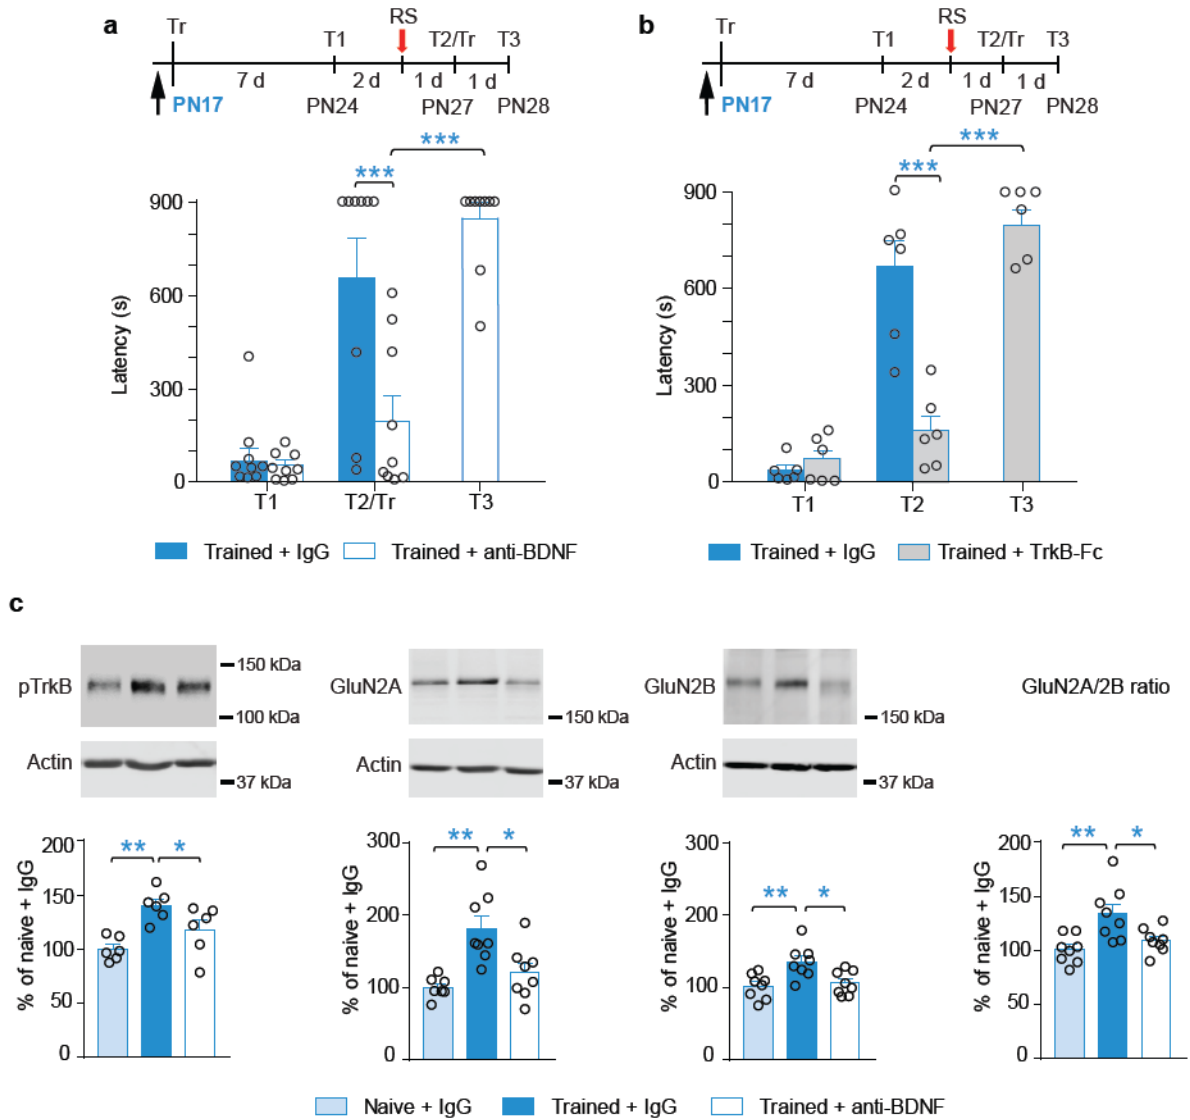 a
RS
Tr T1 T2/Tr T3
7 d 2 d 1 d 1 d
PN17 PN24 PN27 PN28
***
***
900
600
300
0
Latency (s)
T1 T2/Tr T3
Trained + IgG Trained + anti-BDNF
b
RS
Tr T1 T2/Tr T3
7 d 2 d 1 d 1 d
PN17 PN24 PN27 PN28
***
***
900
600
300
0
Latency (s)
T1 T2 T3
Trained + IgG Trained + TrkB-Fc
c
pTrkB
150 kDa
100 kDa
Actin
37 kDa
GluN2A
150 kDa
Actin
37 kDa
GluN2B
150 kDa
Actin
37 kDa
GluN2A/2B ratio
% of naive + IgG
200
150
100
50
0
** *
% of naive + IgG
300
200
100
0
** *
% of naive + IgG
300
200
100
0
** *
% of naive + IgG
200
150
100
50
0
** *
Naive + IgG Trained + IgG Trained + anti-BDNF